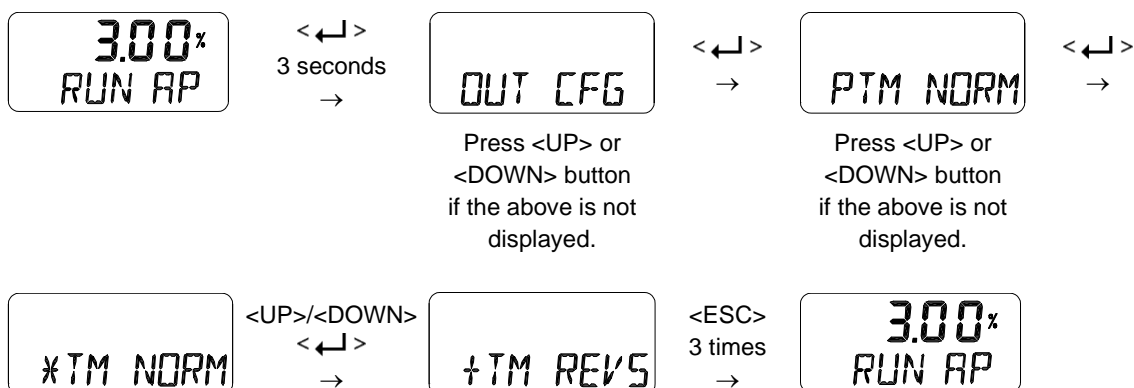 3.00%
RUN AP
<↵>
3 seconds
→
OUT CFG
Press <UP> or
<DOWN> button
if the above is not
displayed.
<↵>
→
PTM NORM
Press <UP> or
<DOWN> button
if the above is not
displayed.
<↵>
→
*TM NORM
<UP>/<DOWN>
<↵>
→
+TM REVS
<ESC>
3 times
→
3.00%
RUN AP